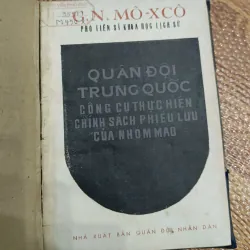 N. MÔ-XCÔ
PHÓ TIẾN SĨ KHOA HỌC LỊCH SỬ
QUÂN ĐỘI
TRUNG QUỐC
CÔNG CỤ THỰC HIỆN
CHÍNH SÁCH PHIÊU LƯU
CỦA NHÓM MAO
NHÀ XUẤT BẢN QUÂN ĐỘI NHÂN DÂN